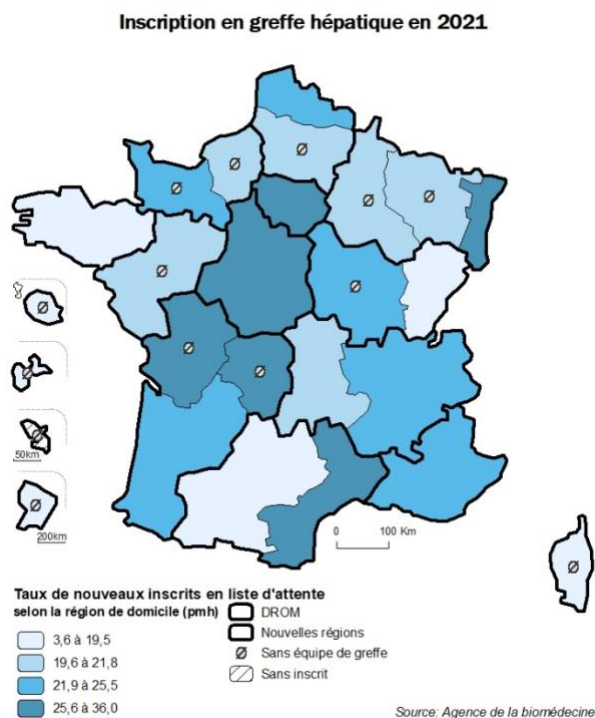 Inscription en greffe hépatique en 2021
50km
200km
0 100 Km
Taux de nouveaux inscrits en liste d'attente
selon la région de domicile (pmh)
3,6 à 19,5
19,6 à 21,8
21,9 à 25,5
25,6 à 36,0
DROM
Nouvelles régions
Sans équipe de greffe
Sans inscrit
Source: Agence de la biomédecine